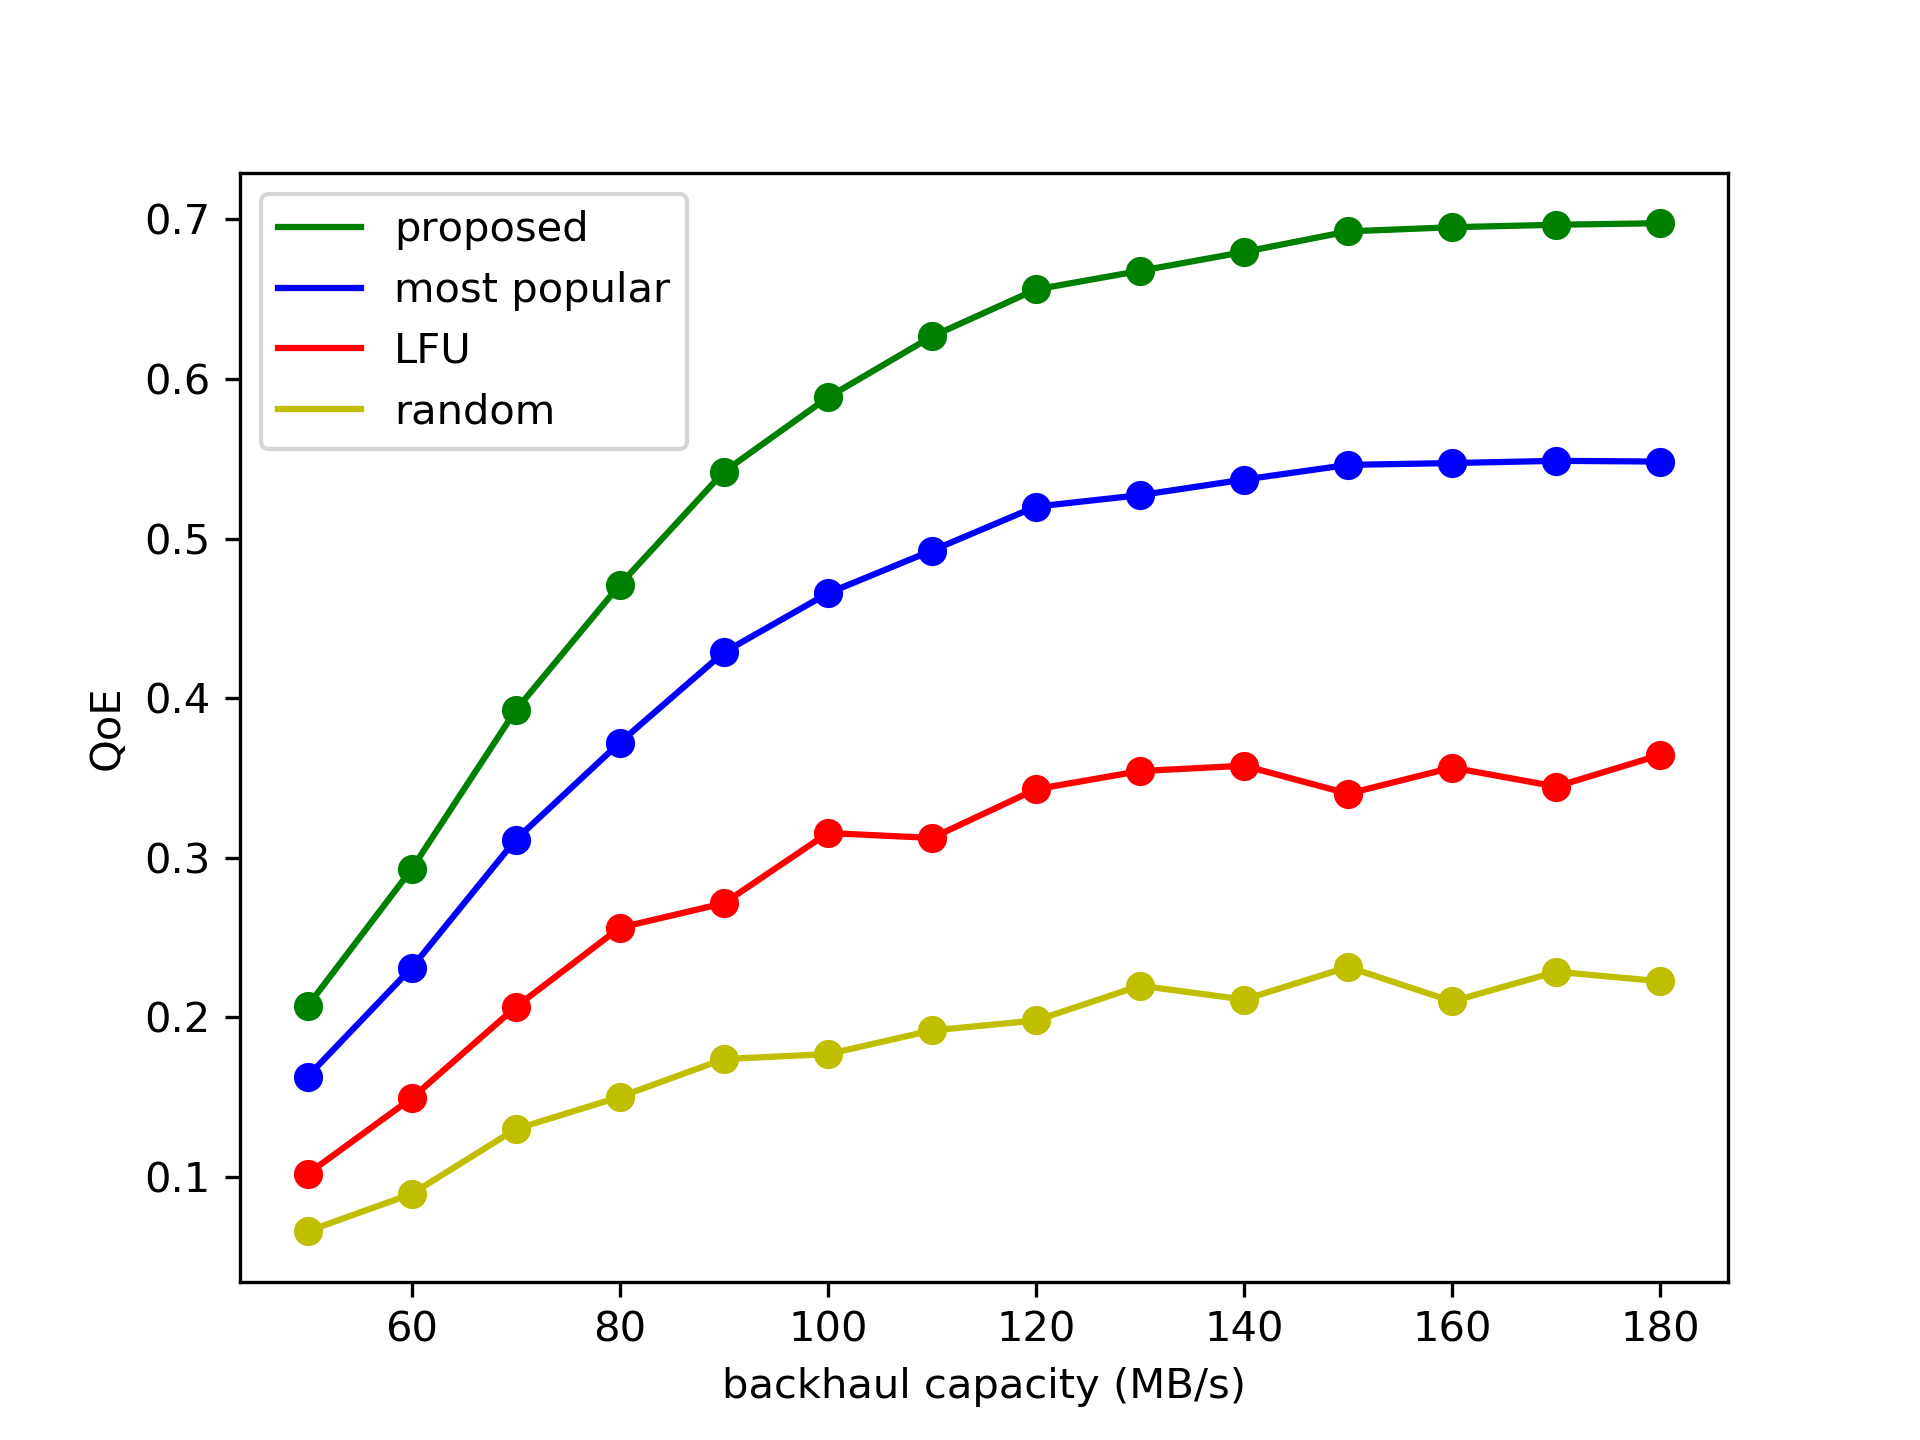 proposed
most popular
LFU
random
0.7
0.6
0.5
0.4
0.3
0.2
0.1
QoE
60 80 100 120 140 160 180
backhaul capacity (MB/s)